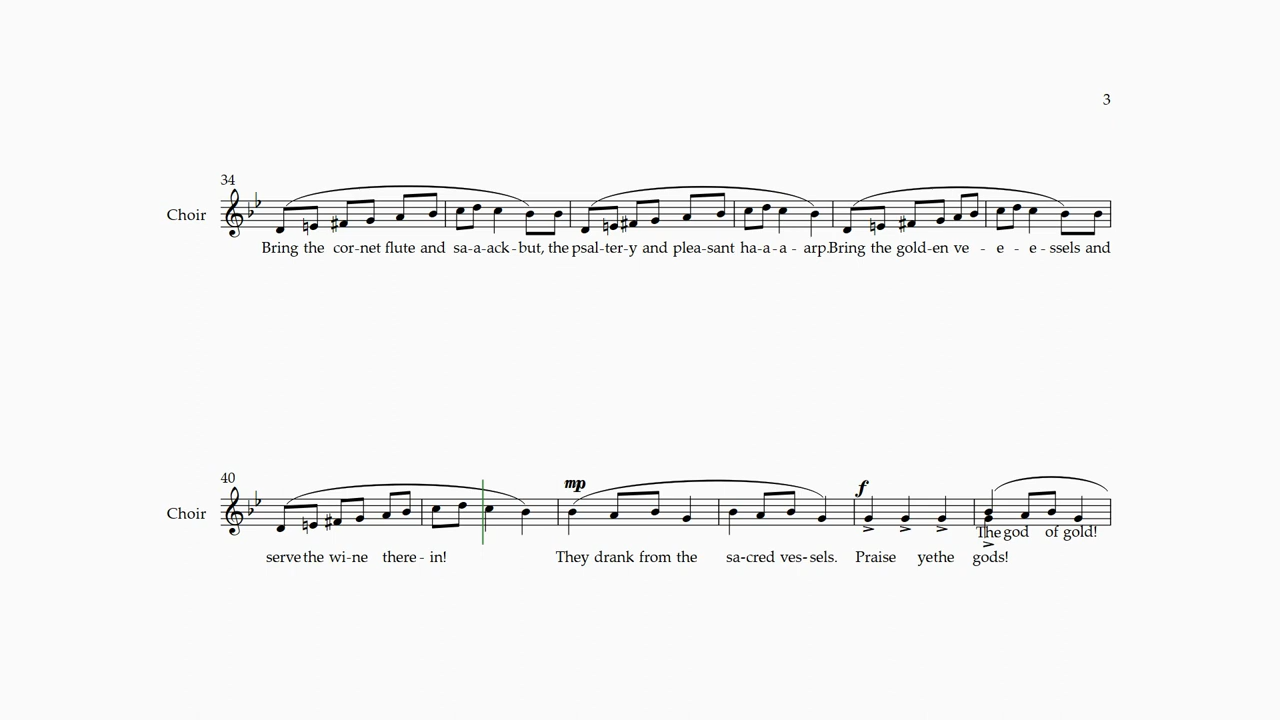 3
34
Choir
Bring the cor-net flute and sa-a-ack-but, the psal-ter-y and plea-sant ha-a-a - arp.Bring the gold-en ve - e - e-ssels and
40
mp
f
Choir
The god of gold!
serve the wi-ne there-in! They drank from the sa-cred ves-sels. Praise yethe gods!